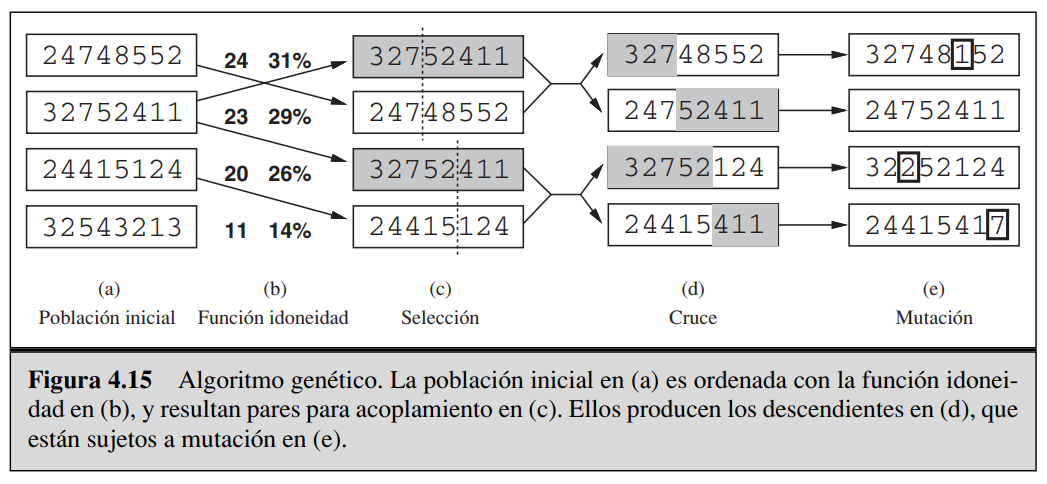 24748552 24 31% 32752411 32748552 32748152
32752411 23 29% 24748552 24752411 24752411
24415124 20 26% 32752411 32752124 32252124
32543213 11 14% 24415124 24415411 24415417
(a) (b) (c) (d) (e)
Población inicial Función idoneidad Selección Cruce Mutación
Figura 4.15 Algoritmo genético. La población inicial en (a) es ordenada con la función idonei-
dad en (b), y resultan pares para acoplamiento en (c). Ellos producen los descendientes en (d), que
están sujetos a mutación en (e).